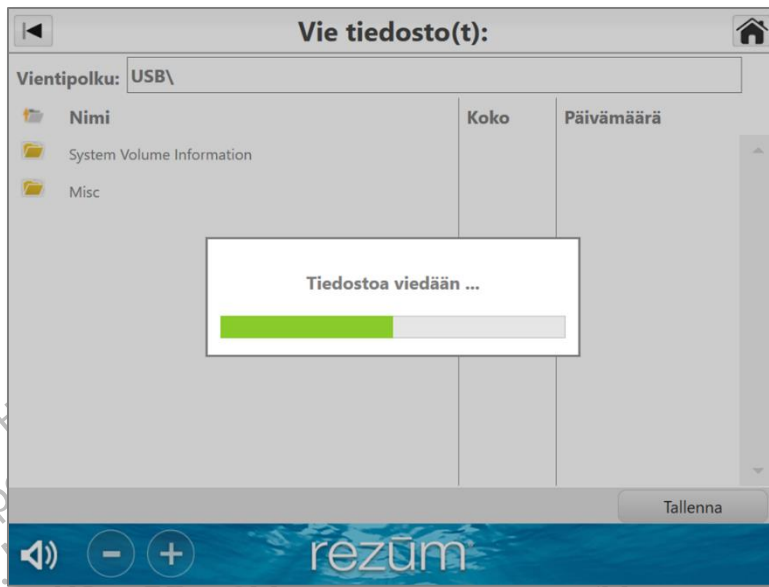 Vie tiedosto(t):
Vientipolku: USB\
Nimi Koko Päivämäärä
System Volume Information
Misc
Tiedostoa viedään ...
Tallenna
rezūm